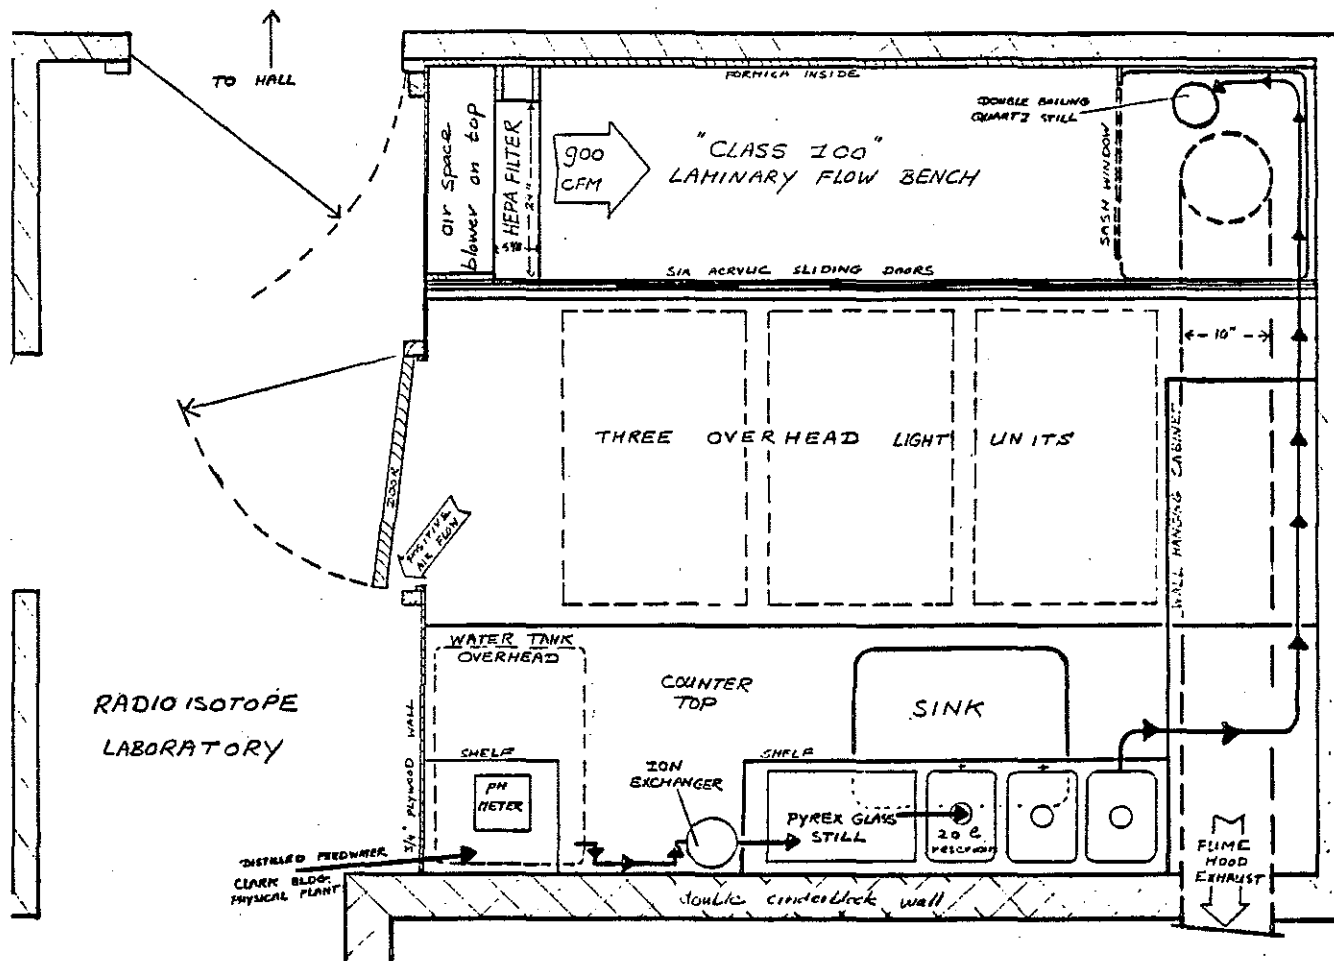 TO HALL
FORMICA INSIDE
DOUBLE BOILING
QUARTZ STILL
air space
blower on top
HEPA FILTER
24"
900
CFM
"CLASS 100"
LAMINARY FLOW BENCH
SASH WINDOW
SIX ACRYLIC SLIDING DOORS
10"
THREE OVERHEAD LIGHT UNITS
WALL HANGING CABINET
DOOR
POSITIVE
AIR FLOW
WATER TANK
OVERHEAD
COUNTER
TOP
SINK
RADIOISOTOPE
LABORATORY
3/4" PLYWOOD WALL
SHELF
PH
METER
ION
EXCHANGER
SHELF
PYREX GLASS
STILL
20 l
reservoir
DISTILLED FEEDWATER
CLARK BLDG.
PHYSICAL PLANT
FUME
HOOD
EXHAUST
double cinderblock wall